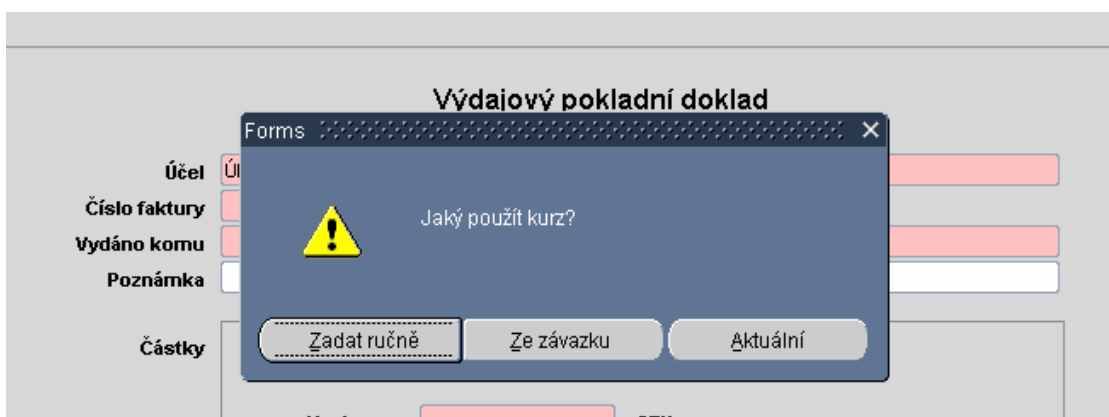 Výdajový pokladní doklad
Forms
Účel
Číslo faktury
Vydáno komu
Poznámka
Jaký použít kurz?
Zadat ručně
Ze závazku
Aktuální
Částky